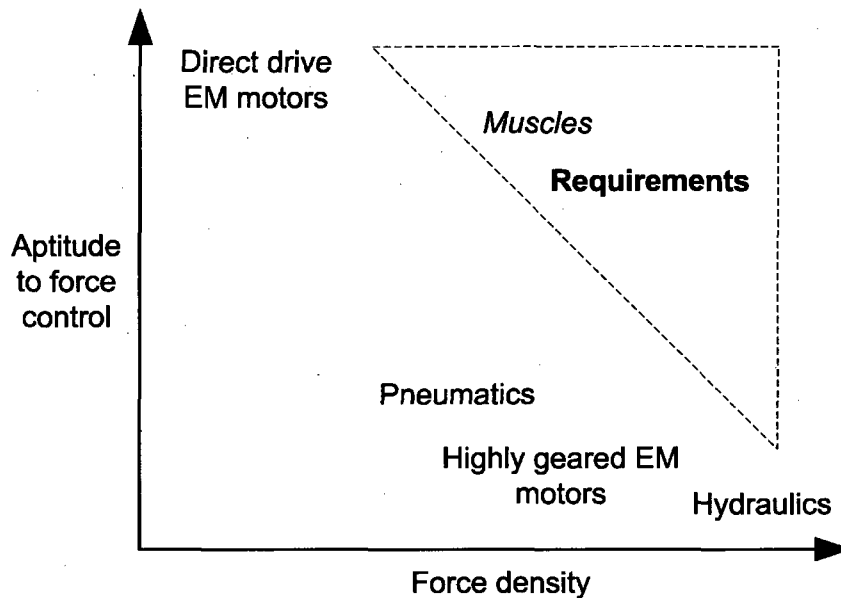 Direct drive
EM motors
Muscles
Requirements
Aptitude
to force
control
Pneumatics
Highly geared EM
motors
Hydraulics
Force density